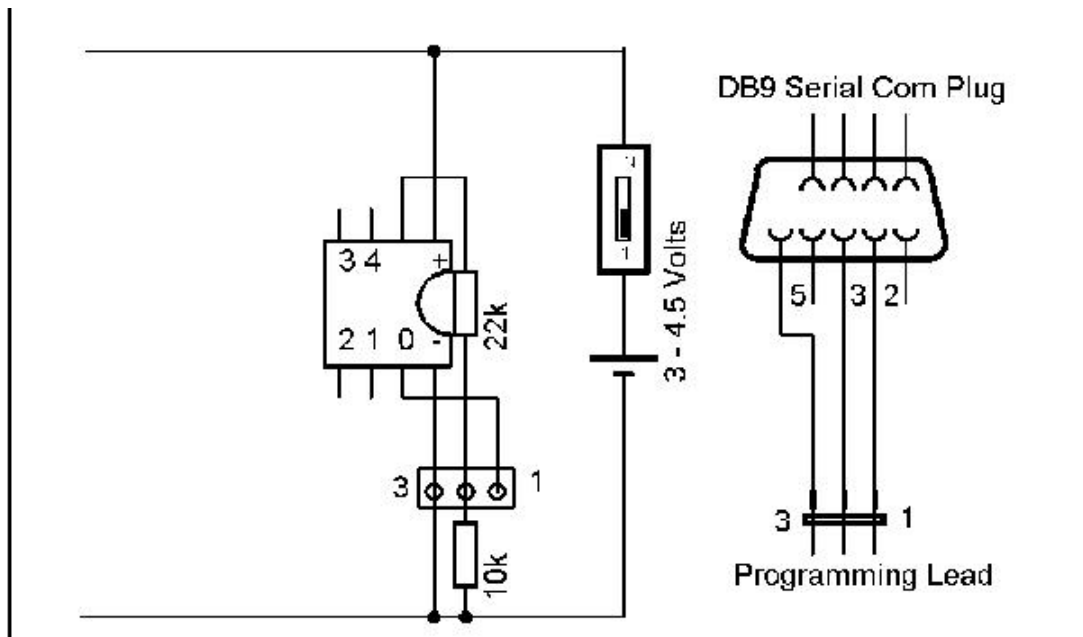 DB9 Serial Com Plug
3 4 +
2 1 0 -
22k
3 - 4.5 Volts
5 3 2
3 1
10k
3 1
Programming Lead